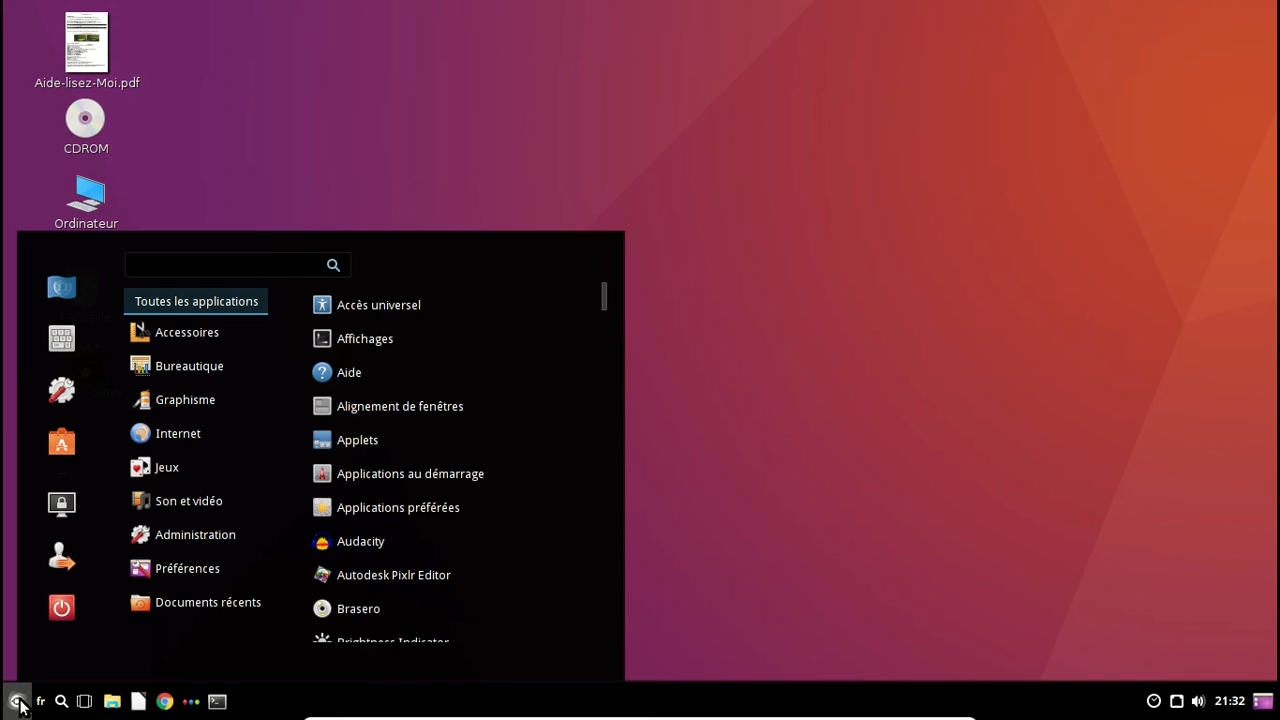 Aide-lisez-Moi.pdf
CDROM
Ordinateur
Toutes les applications
Accessoires
Bureautique
Graphisme
Internet
Jeux
Son et vidéo
Administration
Préférences
Documents récents
Accès universel
Affichages
Aide
Alignement de fenêtres
Applets
Applications au démarrage
Applications préférées
Audacity
Autodesk Pixlr Editor
Brasero
Brightness Indicator
fr
21:32